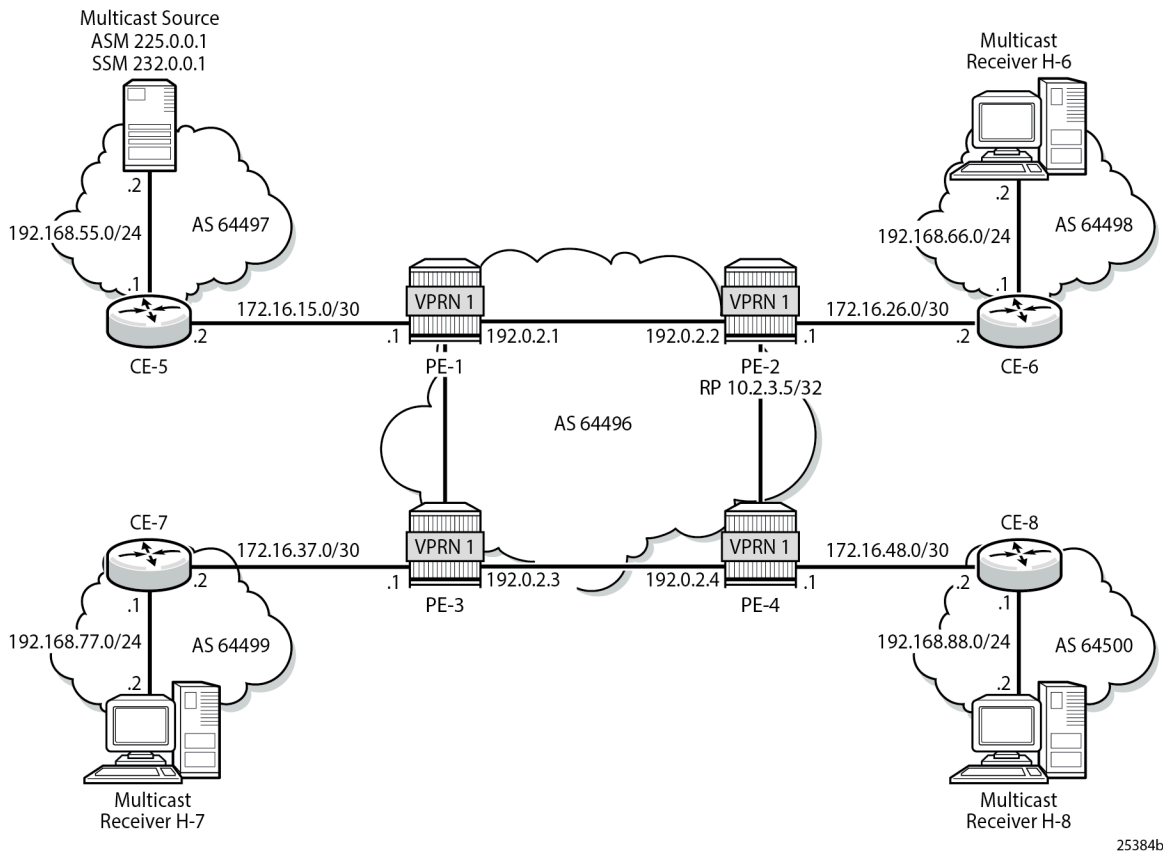 Multicast Source
ASM 225.0.0.1
SSM 232.0.0.1
Multicast
Receiver H-6
.2
192.168.55.0/24
AS 64497
.1
.2
192.168.66.0/24
AS 64498
.1
172.16.15.0/30
.2
.1
CE-5
VPRN 1
192.0.2.1
PE-1
VPRN 1
192.0.2.2
PE-2
RP 10.2.3.5/32
172.16.26.0/30
.1
.2
CE-6
AS 64496
CE-7
172.16.37.0/30
.2
.1
VPRN 1
192.0.2.3
PE-3
VPRN 1
192.0.2.4
PE-4
172.16.48.0/30
.1
.2
CE-8
.1
192.168.77.0/24
AS 64499
.2
Multicast
Receiver H-7
.1
192.168.88.0/24
AS 64500
.2
Multicast
Receiver H-8
25384b